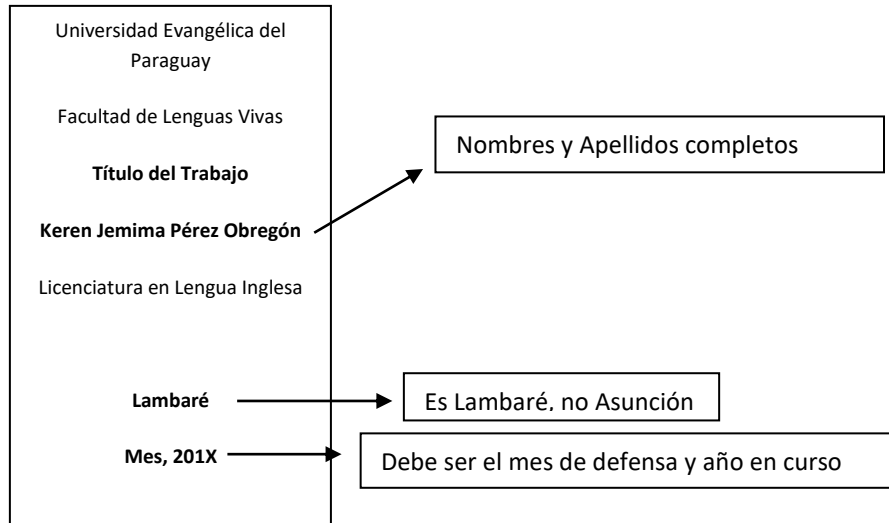 Universidad Evangélica del
Paraguay
Facultad de Lenguas Vivas
Título del Trabajo
Keren Jemima Pérez Obregón
Licenciatura en Lengua Inglesa
Lambaré
Mes, 201X
Nombres y Apellidos completos
Es Lambaré, no Asunción
Debe ser el mes de defensa y año en curso